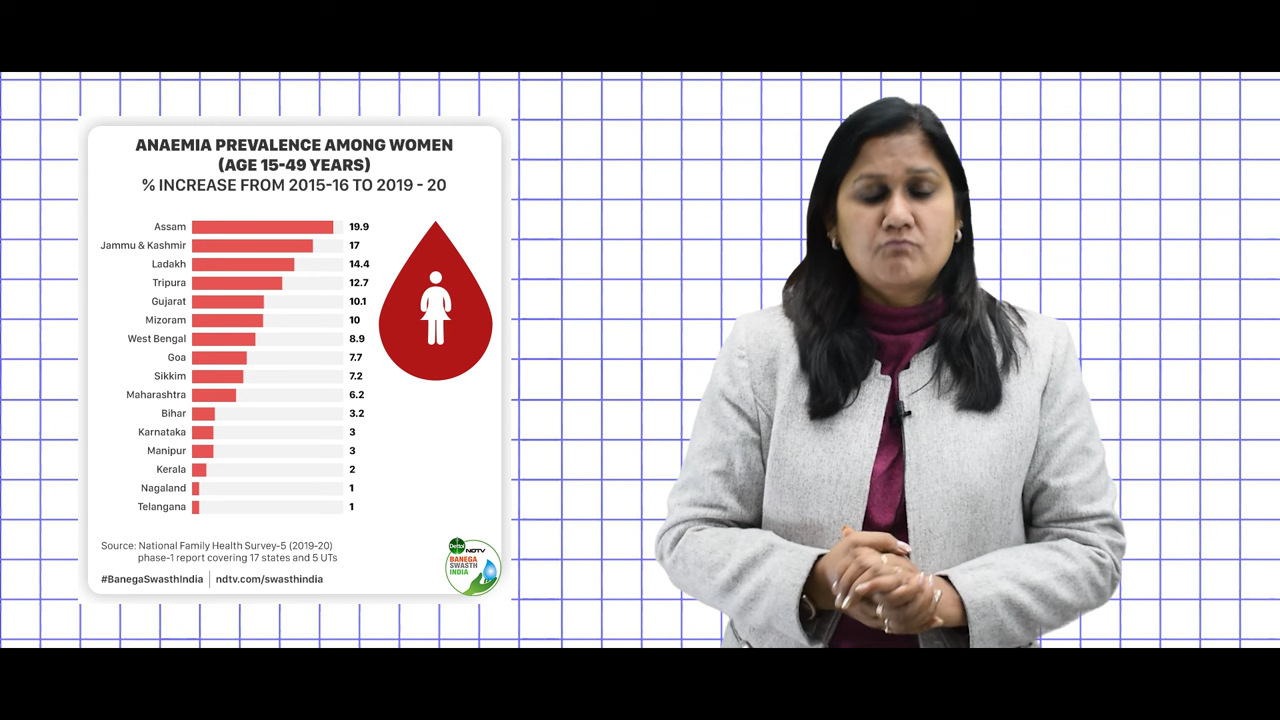 ANAEMIA PREVALENCE AMONG WOMEN
(AGE 15-49 YEARS)
% INCREASE FROM 2015-16 TO 2019 - 20
Assam 19.9
Jammu & Kashmir 17
Ladakh 14.4
Tripura 12.7
Gujarat 10.1
Mizoram 10
West Bengal 8.9
Goa 7.7
Sikkim 7.2
Maharashtra 6.2
Bihar 3.2
Karnataka 3
Manipur 3
Kerala 2
Nagaland 1
Telangana 1
Source: National Family Health Survey-5 (2019-20)
phase-1 report covering 17 states and 5 UTs
#BanegaSwasthIndia | ndtv.com/swasthindia
Dettol NDTV
BANEGA
SWASTH
INDIA